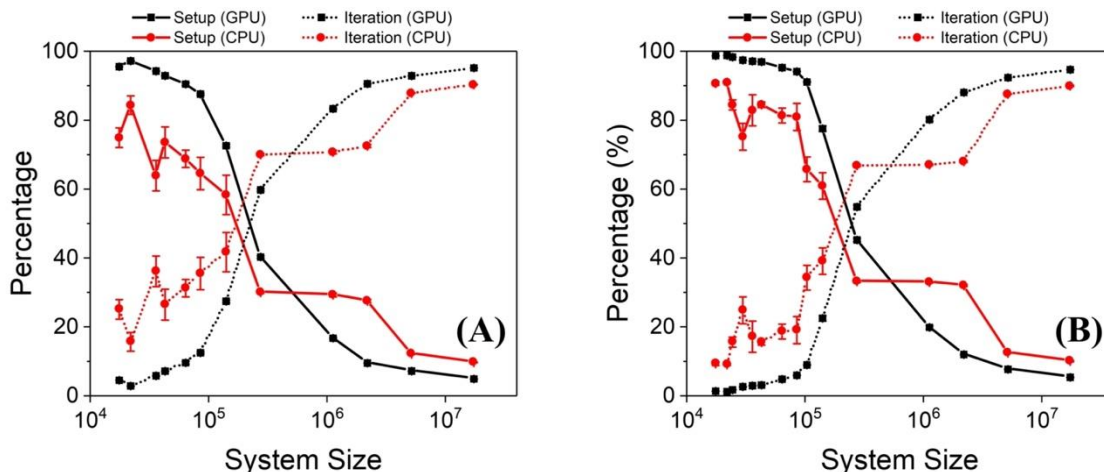 Setup (GPU) Iteration (GPU)
Setup (CPU) Iteration (CPU)
100
80
60
40
20
0
Percentage
(A)
10^4 10^5 10^6 10^7
System Size
Setup (GPU) Iteration (GPU)
Setup (CPU) Iteration (CPU)
100
80
60
40
20
0
Percentage (%)
(B)
10^4 10^5 10^6 10^7
System Size